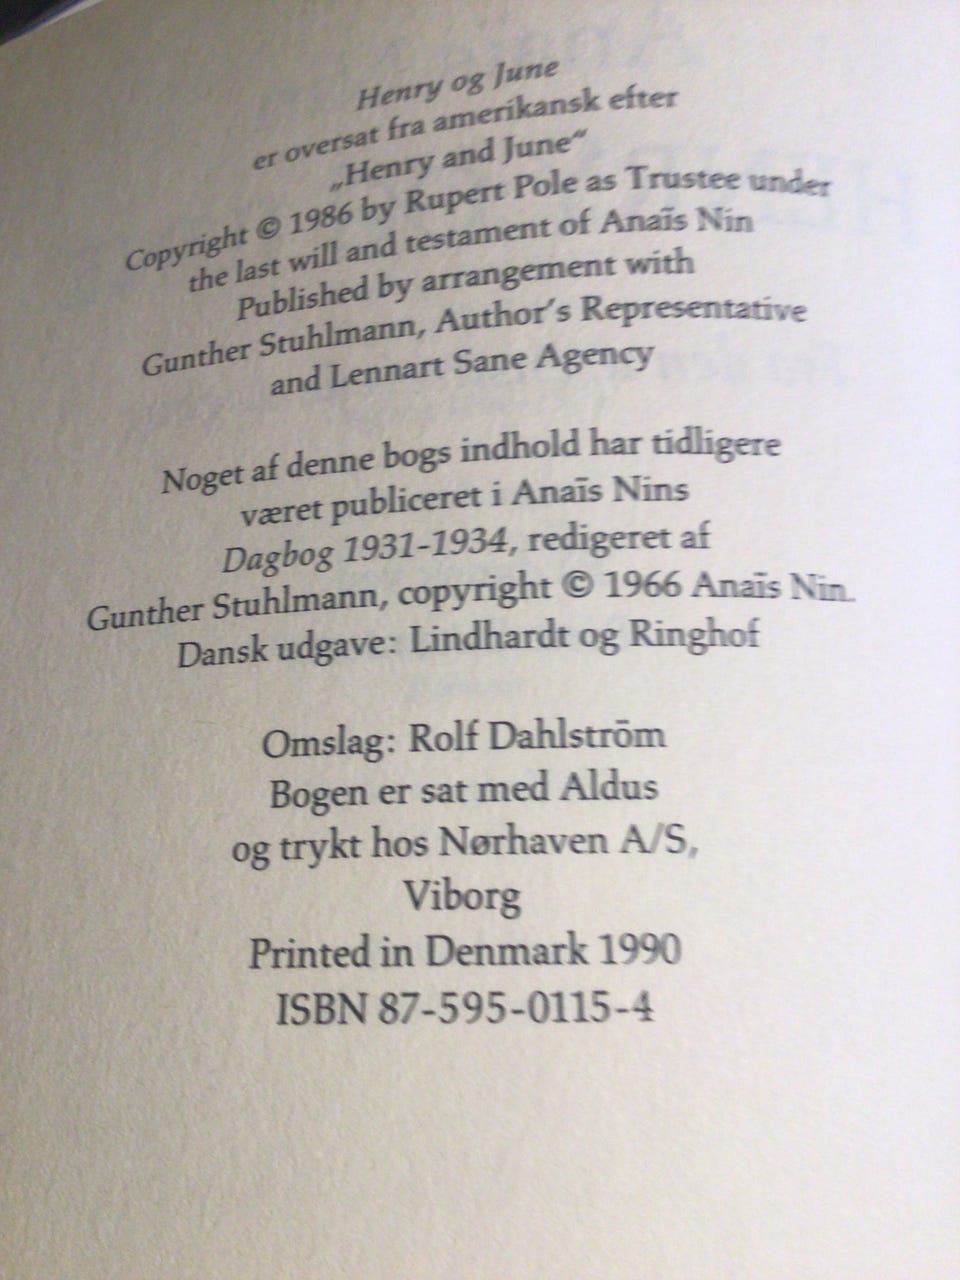 Henry og June
er oversat fra amerikansk efter
„Henry and June“
Copyright © 1986 by Rupert Pole as Trustee under
the last will and testament of Anaïs Nin
Published by arrangement with
Gunther Stuhlmann, Author's Representative
and Lennart Sane Agency
Noget af denne bogs indhold har tidligere
været publiceret i Anaïs Nins
Dagbog 1931-1934, redigeret af
Gunther Stuhlmann, copyright © 1966 Anaïs Nin.
Dansk udgave: Lindhardt og Ringhof
Omslag: Rolf Dahlström
Bogen er sat med Aldus
og trykt hos Nørhaven A/S,
Viborg
Printed in Denmark 1990
ISBN 87-595-0115-4